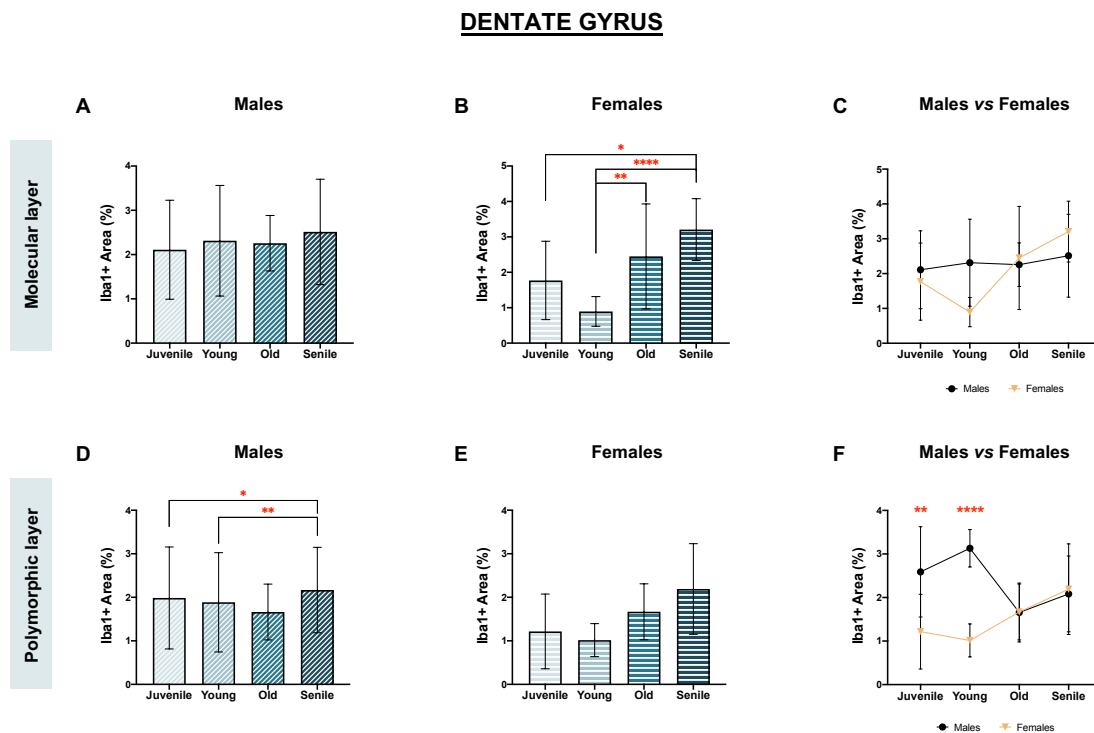 DENTATE GYRUS
Molecular layer
A
Males
Iba1+ Area (%)
4
3
2
1
0
Juvenile Young Old Senile
B
Females
Iba1+ Area (%)
5
4
3
2
1
0
*
****
**
Juvenile Young Old Senile
C
Males vs Females
Iba1+ Area (%)
5
4
3
2
1
0
Juvenile Young Old Senile
Males Females
Polymorphic layer
D
Males
Iba1+ Area (%)
4
3
2
1
0
*
**
Juvenile Young Old Senile
E
Females
Iba1+ Area (%)
4
3
2
1
0
Juvenile Young Old Senile
F
Males vs Females
Iba1+ Area (%)
4
3
2
1
0
** ****
Juvenile Young Old Senile
Males Females